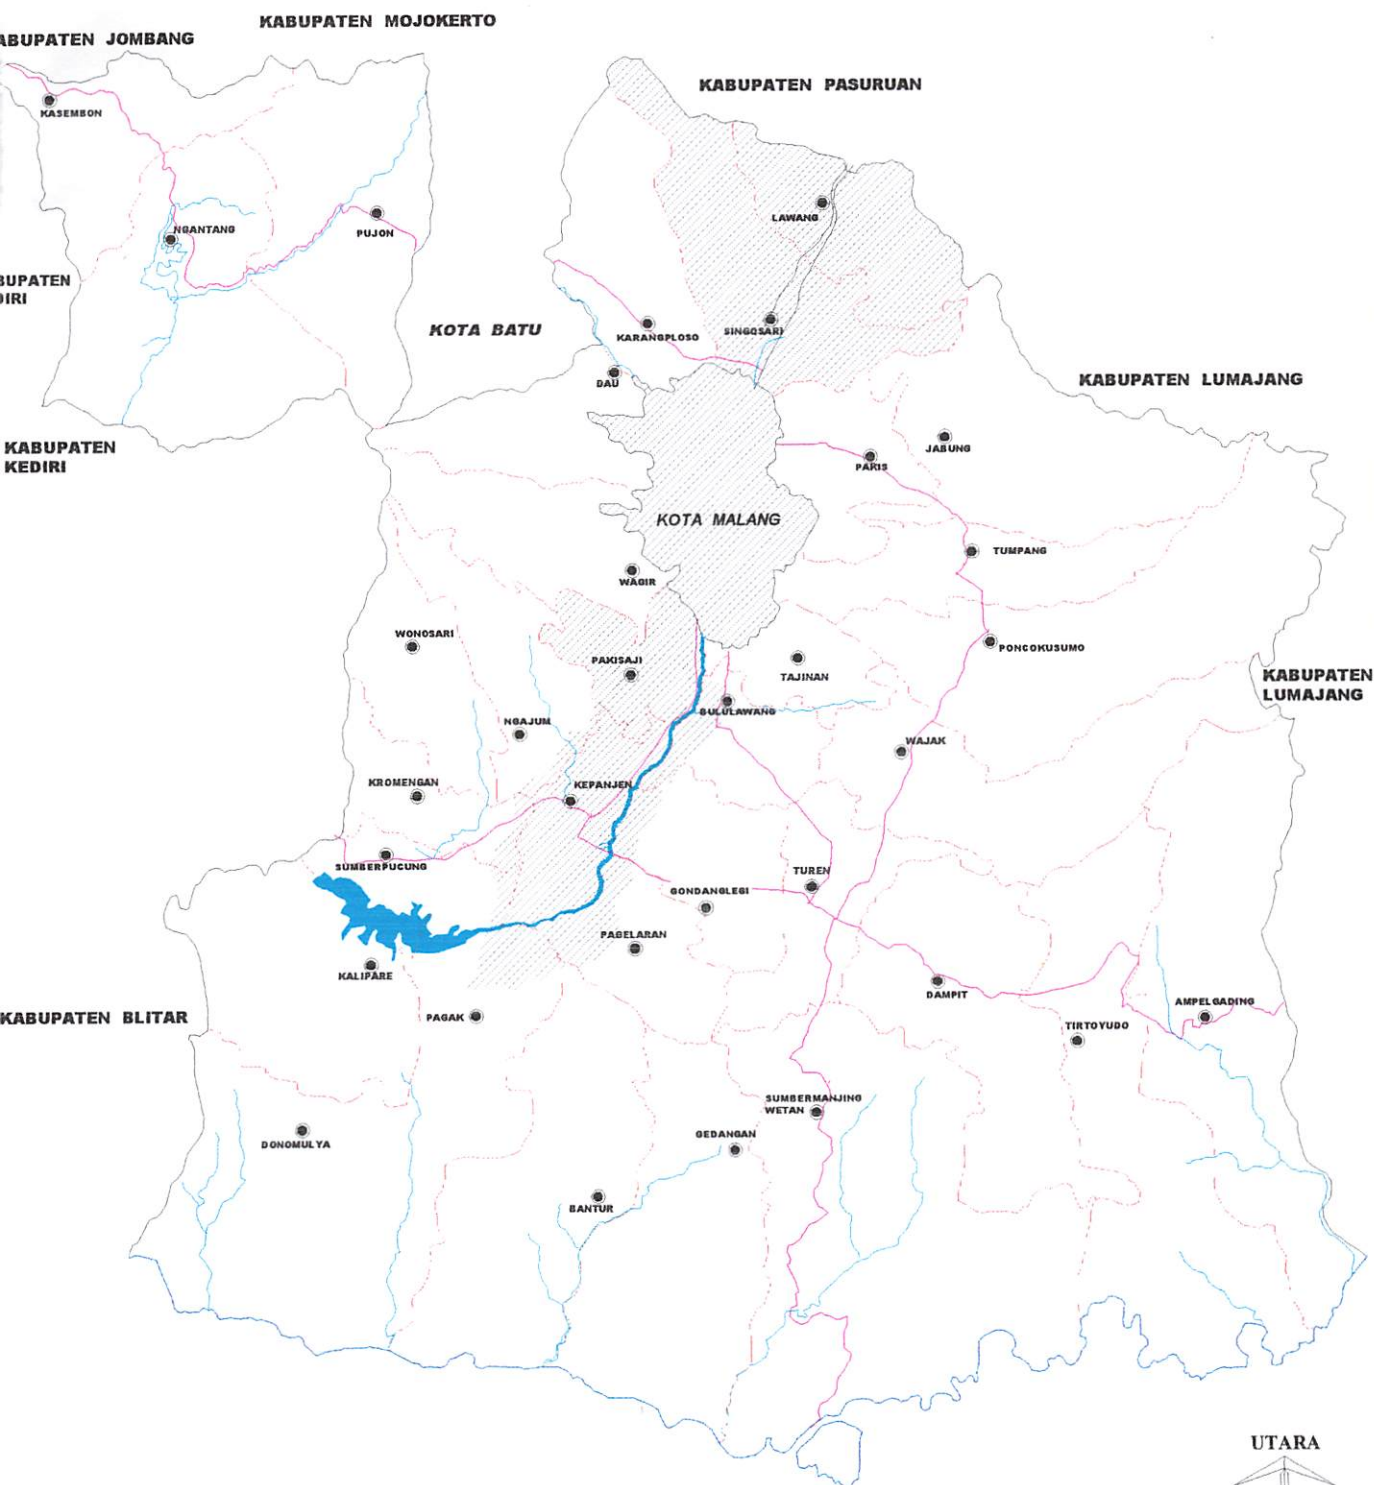 KABUPATEN MOJOKERTO
ABUPATEN JOMBANG
KABUPATEN PASURUAN
KASEMBON
LAWANG
NGANTANG
PUJON
BUPATEN
DIRI
KOTA BATU
KARANGPLOSO
SINGOSARI
DAU
KABUPATEN LUMAJANG
KABUPATEN
KEDIRI
JABUNG
PAKIS
KOTA MALANG
TUMPANG
WAGIR
WONOSARI
PONCOKUSUMO
PAKISAJI
TAJINAN
KABUPATEN
LUMAJANG
BULULAWANG
NGAJUM
WAJAK
KROMENGAN
KEPANJEN
SUMBERPUCUNG
TUREN
GONDANGLEGI
PAGELARAN
KALIPARE
DAMPIT
AMPELGADING
KABUPATEN BLITAR
PAGAK
TIRTOYUDO
SUMBERMANJING
WETAN
GEDANGAN
DONOMULYA
BANTUR
UTARA